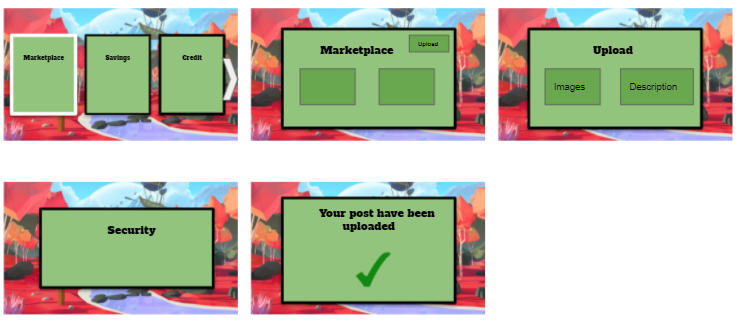 Marketplace
Savings
Credit
Marketplace
Upload
Upload
Images
Description
Security
Your post have been
uploaded